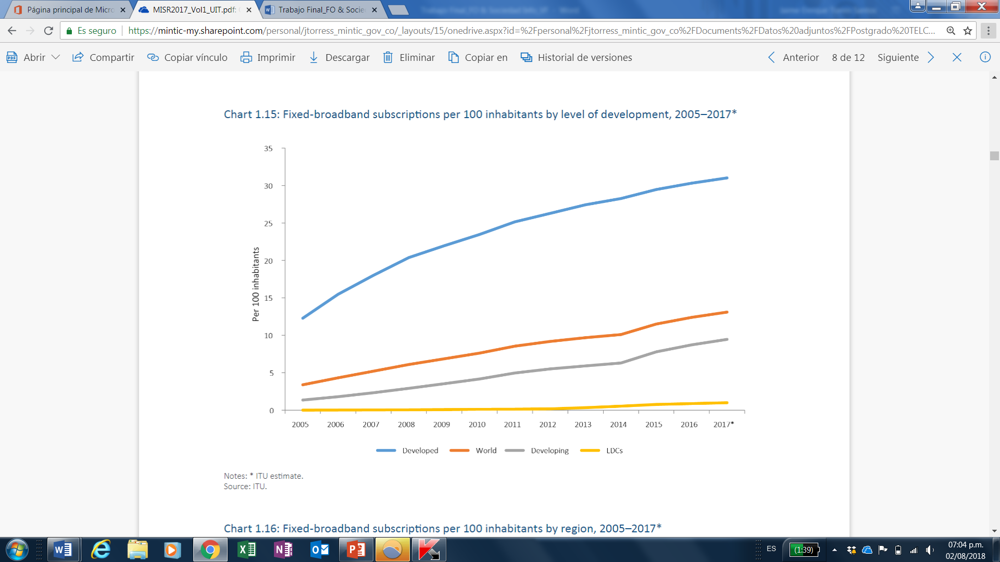 Página principal de Micro
MISR2017_Vol1_UIT.pdf:
Trabajo Final_FO & Socie
Es seguro
https://mintic-my.sharepoint.com/personal/jtorress_mintic_gov_co/_layouts/15/onedrive.aspx?id=%2Fpersonal%2Fjtorress_mintic_gov_co%2FDocuments%2FDatos%20adjuntos%2FPostgrado%20TELC...
Abrir Compartir Copiar vínculo Imprimir Descargar Eliminar Copiar en Historial de versiones Anterior 8 de 12 Siguiente
Chart 1.15: Fixed-broadband subscriptions per 100 inhabitants by level of development, 2005–2017*
35
30
25
20
15
10
5
0
Per 100 inhabitants
2005 2006 2007 2008 2009 2010 2011 2012 2013 2014 2015 2016 2017*
Developed World Developing LDCs
Notes: * ITU estimate.
Source: ITU.
Chart 1.16: Fixed-broadband subscriptions per 100 inhabitants by region, 2005–2017*
ES
(1:39)
07:04 p.m.
02/08/2018